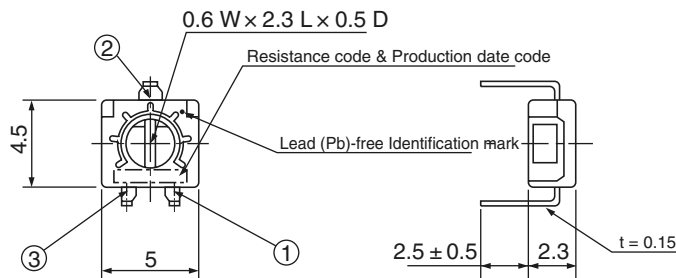 0.6 W × 2.3 L × 0.5 D
②
Resistance code & Production date code
4.5
Lead (Pb)-free Identification mark
③
5
①
2.5 ± 0.5
2.3
t = 0.15